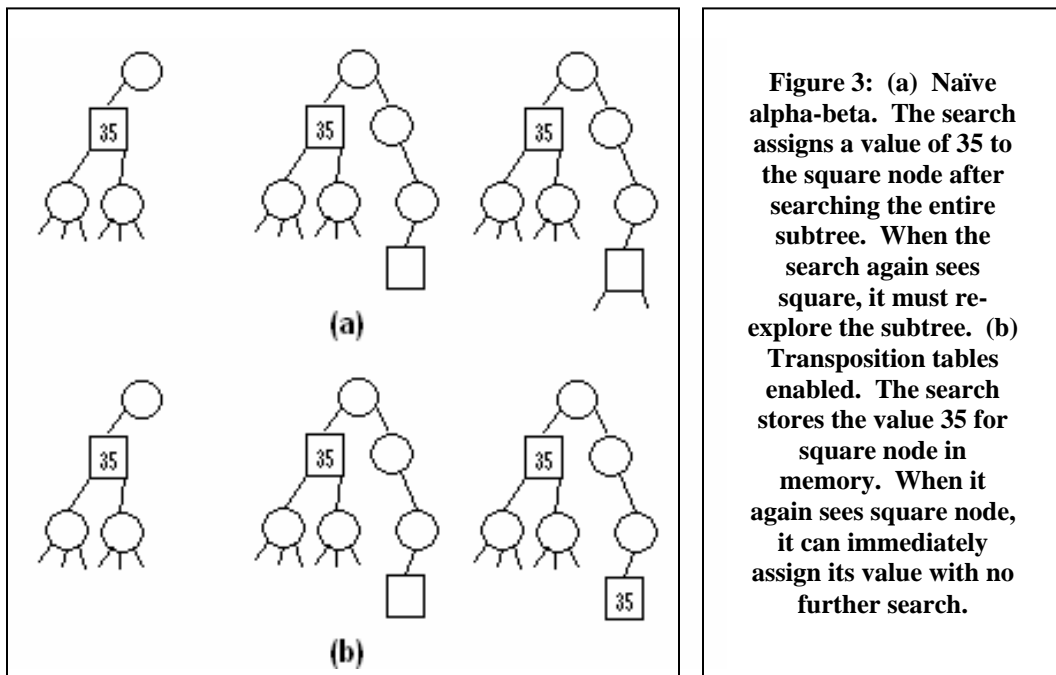 35
35
35
(a)
35
35
35
35
(b)
Figure 3: (a) Naïve
alpha-beta. The search
assigns a value of 35 to
the square node after
searching the entire
subtree. When the
search again sees
square, it must re-
explore the subtree. (b)
Transposition tables
enabled. The search
stores the value 35 for
square node in
memory. When it
again sees square node,
it can immediately
assign its value with no
further search.